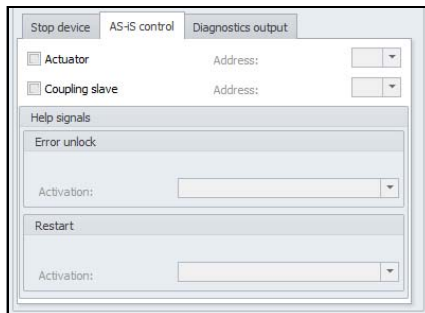 Stop device AS-iS control Diagnostics output
Actuator Address:
Coupling slave Address:
Help signals
Error unlock
Activation:
Restart
Activation: